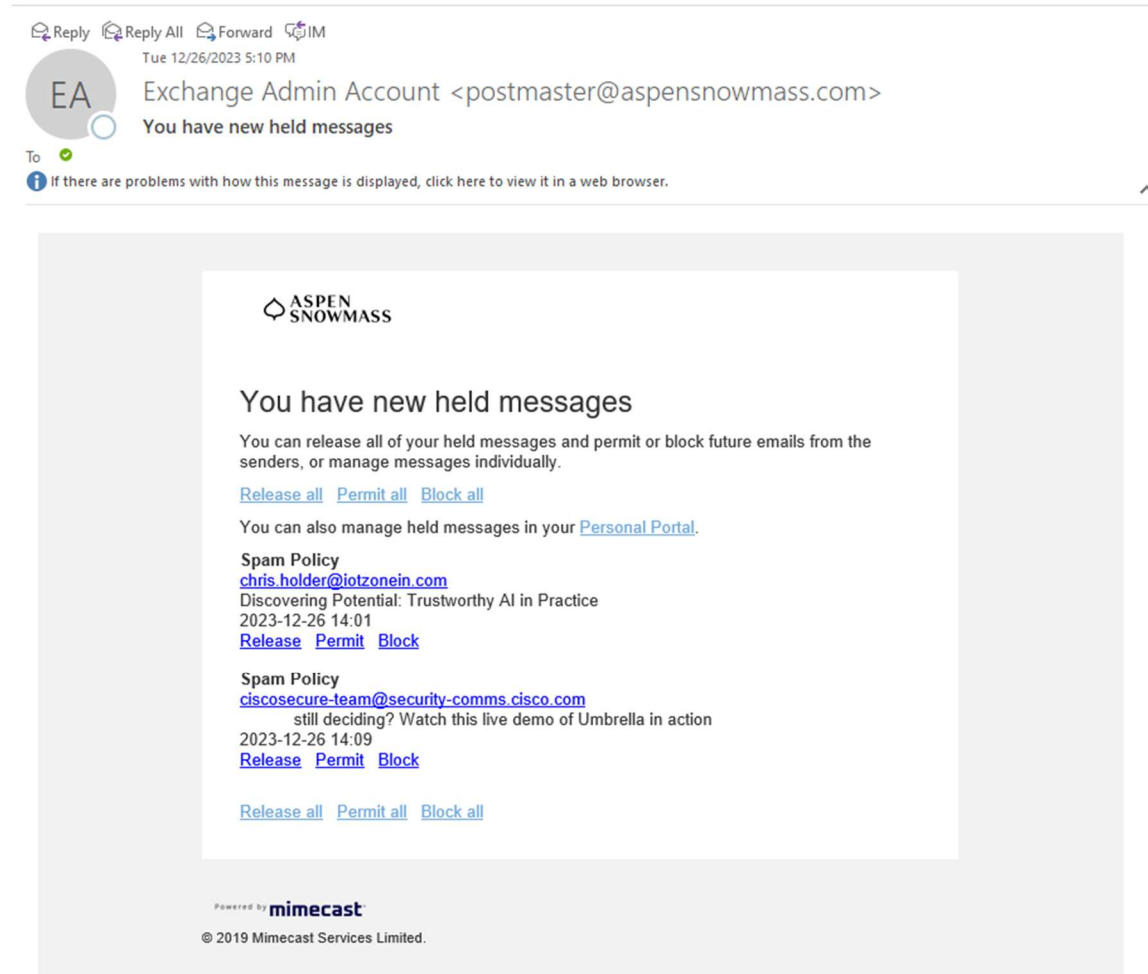 Reply Reply All Forward IM
Tue 12/26/2023 5:10 PM
EA
Exchange Admin Account <postmaster@aspensnowmass.com>
You have new held messages
To
If there are problems with how this message is displayed, click here to view it in a web browser.
ASPEN
SNOWMASS
You have new held messages
You can release all of your held messages and permit or block future emails from the
senders, or manage messages individually.
Release all Permit all Block all
You can also manage held messages in your Personal Portal.
Spam Policy
chris.holder@iotzonein.com
Discovering Potential: Trustworthy AI in Practice
2023-12-26 14:01
Release Permit Block
Spam Policy
ciscosecure-team@security-comms.cisco.com
still deciding? Watch this live demo of Umbrella in action
2023-12-26 14:09
Release Permit Block
Release all Permit all Block all
Powered by mimecast
© 2019 Mimecast Services Limited.